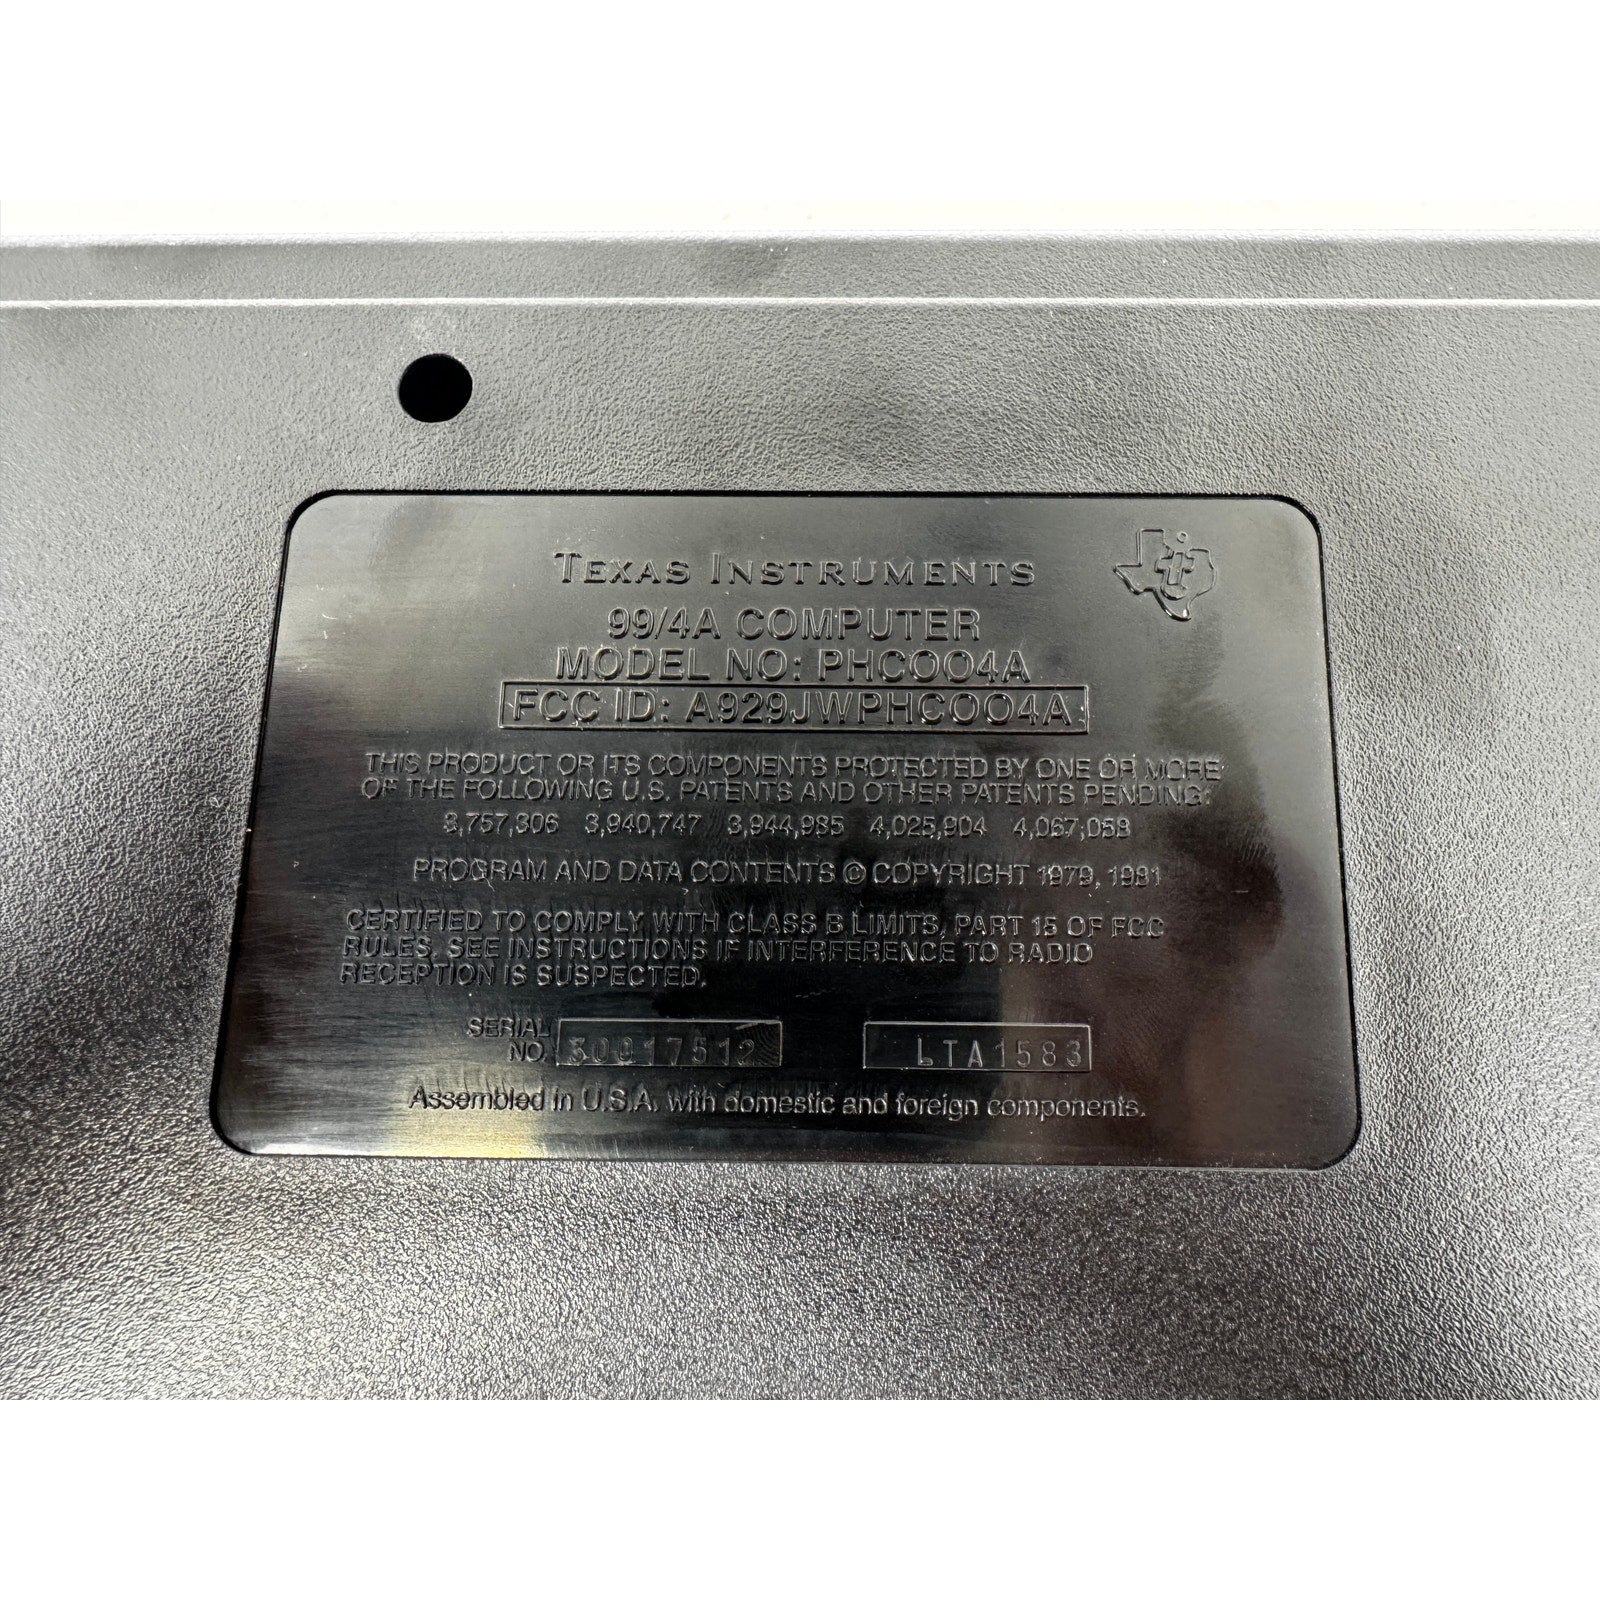 TEXAS INSTRUMENTS
99/4A COMPUTER
MODEL NO: PHC004A
FCC ID: A929JWPHC004A
THIS PRODUCT OR ITS COMPONENTS PROTECTED BY ONE OR MORE
OF THE FOLLOWING U.S. PATENTS AND OTHER PATENTS PENDING:
3,757,306 3,940,747 3,944,985 4,025,904 4,067,059
PROGRAM AND DATA CONTENTS © COPYRIGHT 1979, 1981
CERTIFIED TO COMPLY WITH CLASS B LIMITS, PART 15 OF FCC
RULES. SEE INSTRUCTIONS IF INTERFERENCE TO RADIO
RECEPTION IS SUSPECTED.
SERIAL
NO. LTA1583
Assembled in U.S.A. with domestic and foreign components.